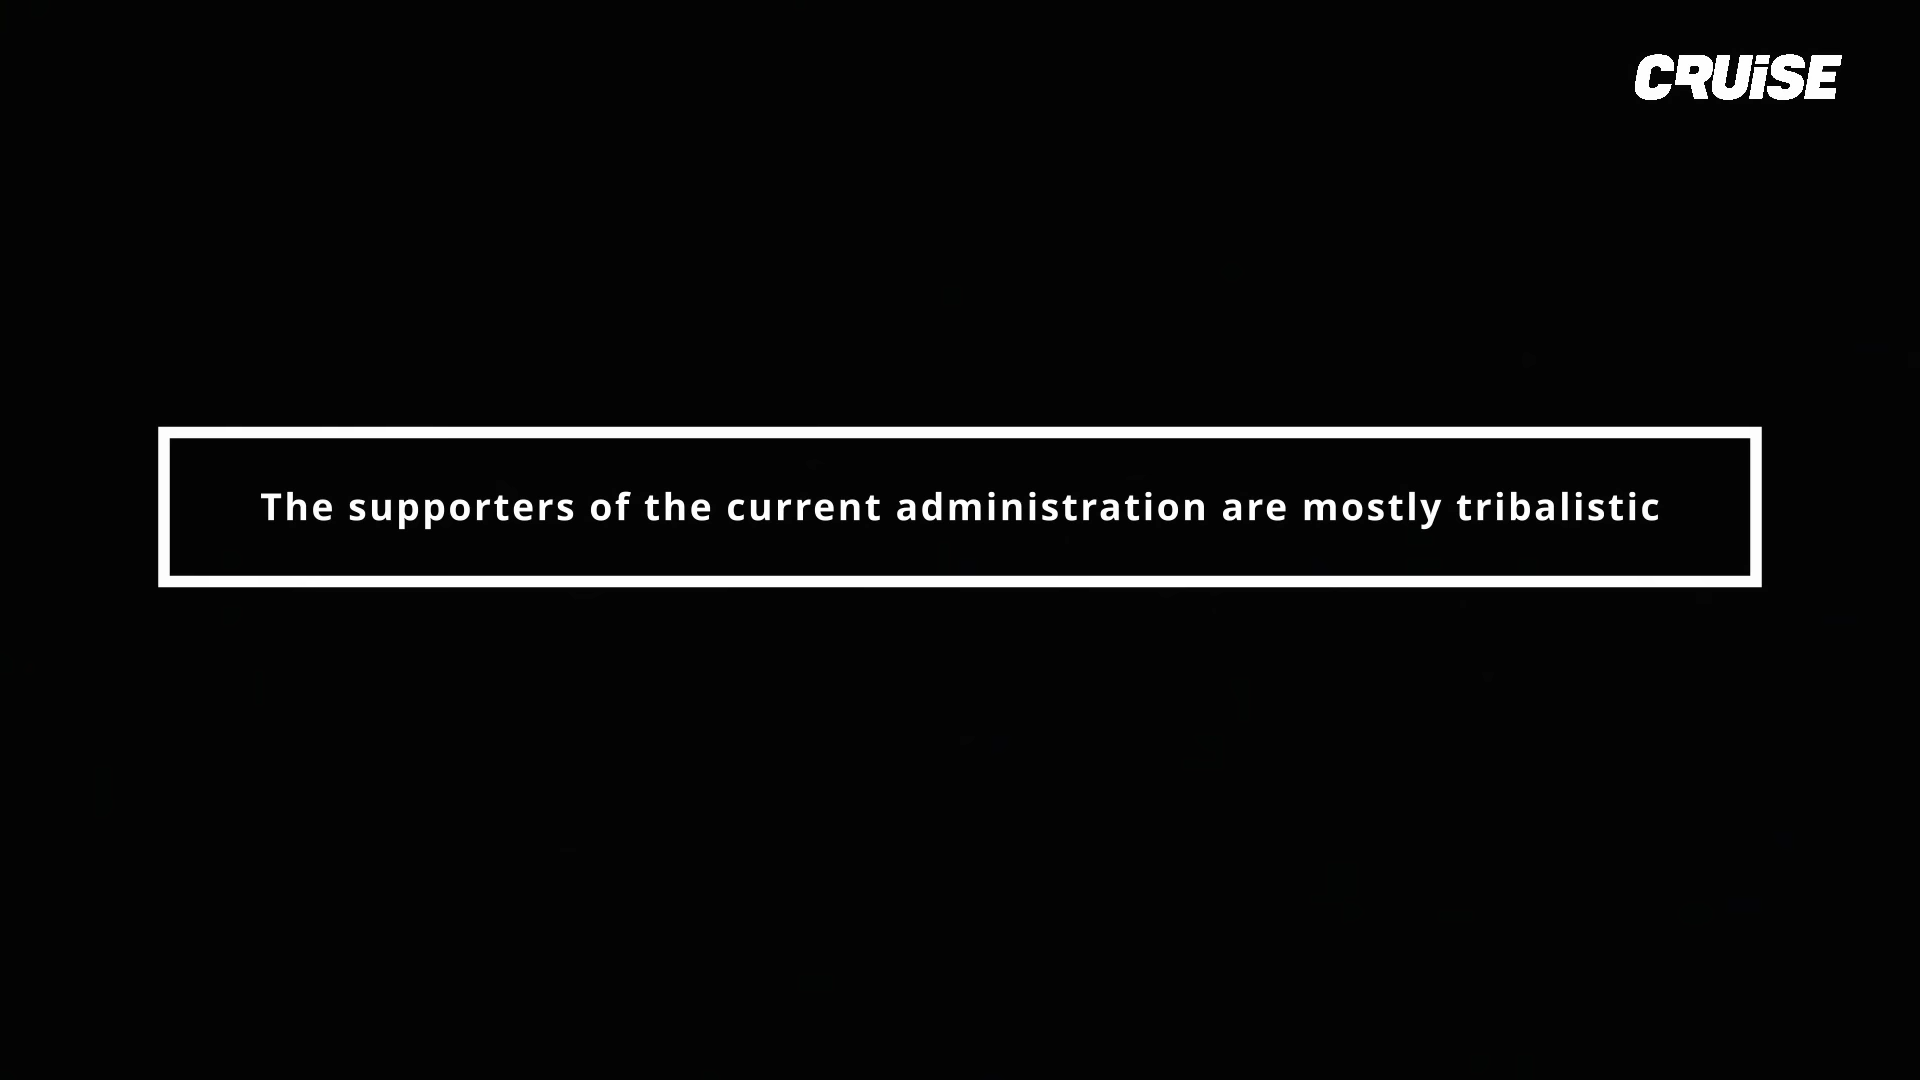 CRUiSE
The supporters of the current administration are mostly tribalistic